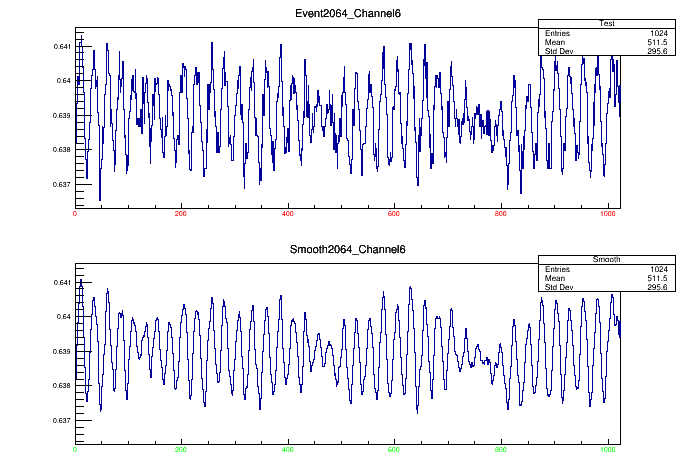 Event2064_Channel6
Test
Entries 1024
Mean 511.5
Std Dev 295.6
0.641
0.64
0.639
0.638
0.637
0 200 400 600 800 1000
Smooth2064_Channel6
Smooth
Entries 1024
Mean 511.5
Std Dev 295.6
0.641
0.64
0.639
0.638
0.637
0 200 400 600 800 1000